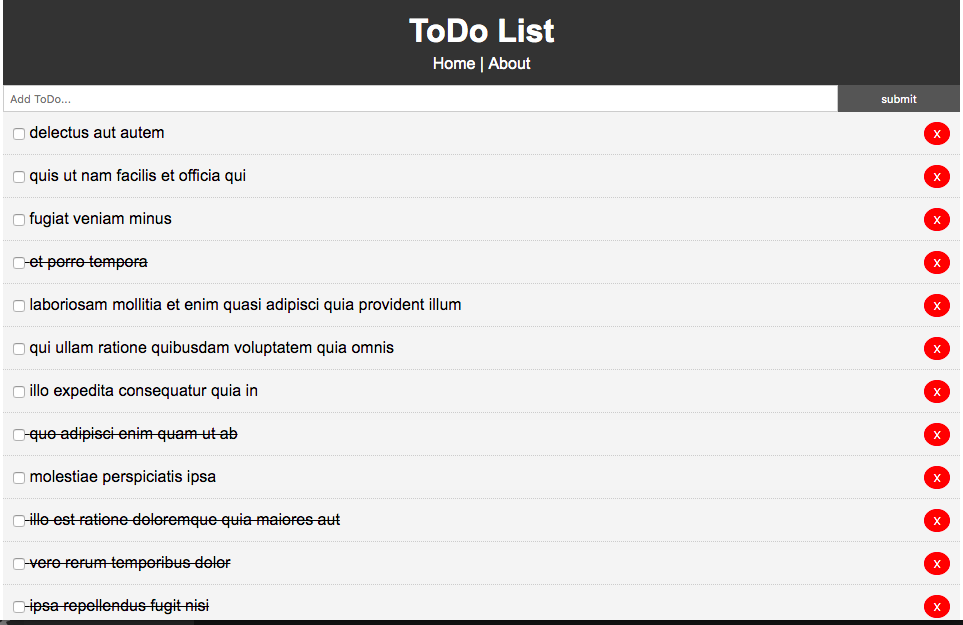 ToDo List
Home | About
Add ToDo... submit
delectus aut autem x
quis ut nam facilis et officia qui x
fugiat veniam minus x
et porro tempora x
laboriosam mollitia et enim quasi adipisci quia provident illum x
qui ullam ratione quibusdam voluptatem quia omnis x
illo expedita consequatur quia in x
quo adipisci enim quam ut ab x
molestiae perspiciatis ipsa x
illo est ratione doloremque quia maiores aut x
vero rerum temporibus dolor x
ipsa repellendus fugit nisi x